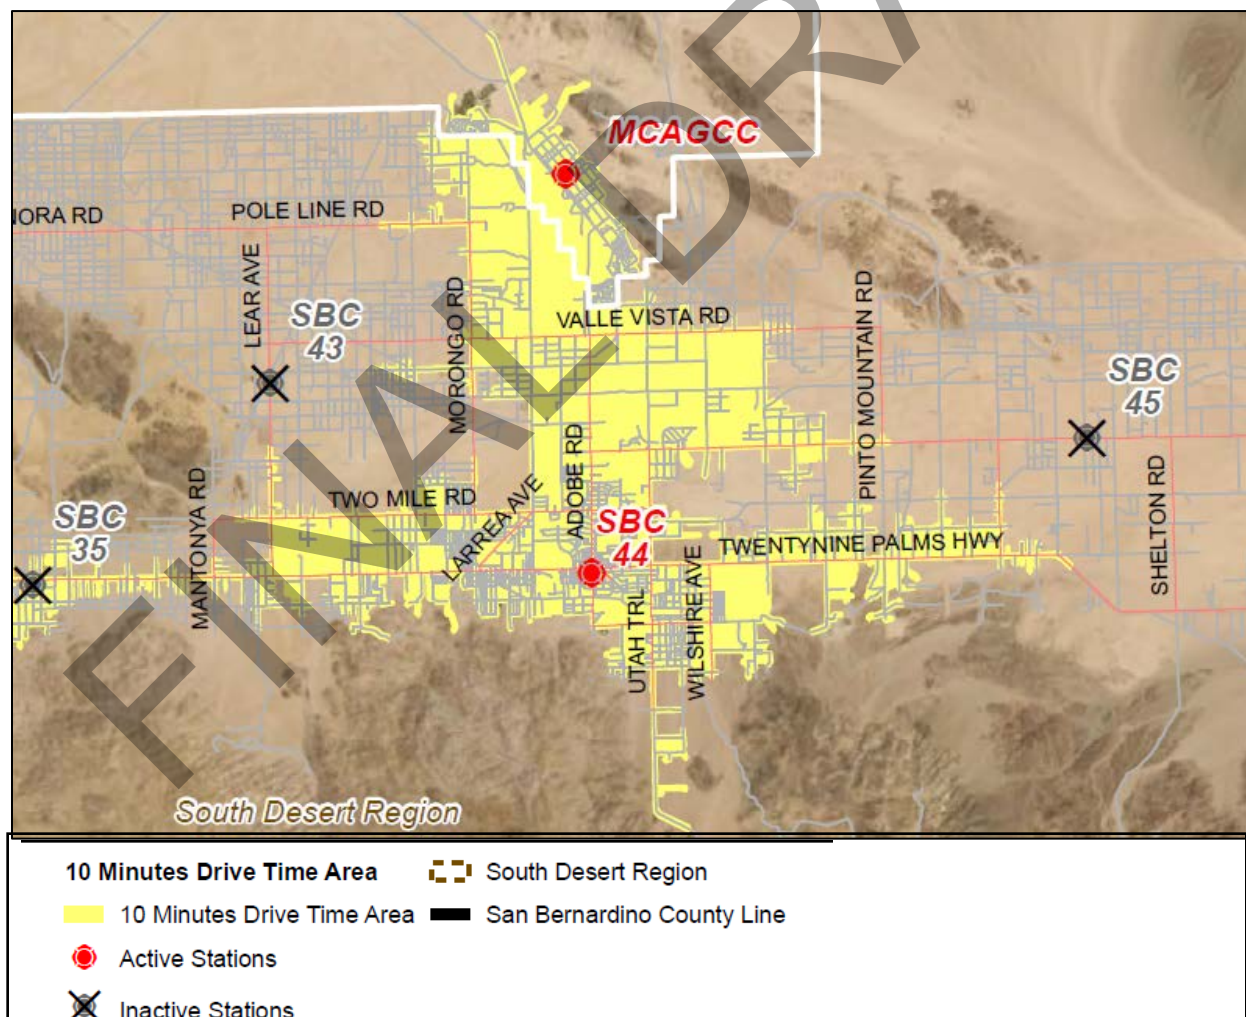 MCAGCC
NORA RD
POLE LINE RD
LEAR AVE
SBC
43
MORONGO RD
VALLE VISTA RD
PINTO MOUNTAIN RD
SBC
45
MANTONYA RD
TWO MILE RD
LARREA AVE
ADOBE RD
SBC
44
SBC
35
TWENTYNINE PALMS HWY
SHELTON RD
UTAH TRL
WILSHIRE AVE
South Desert Region
FINAL DRA
10 Minutes Drive Time Area
South Desert Region
10 Minutes Drive Time Area
San Bernardino County Line
Active Stations
Inactive Stations